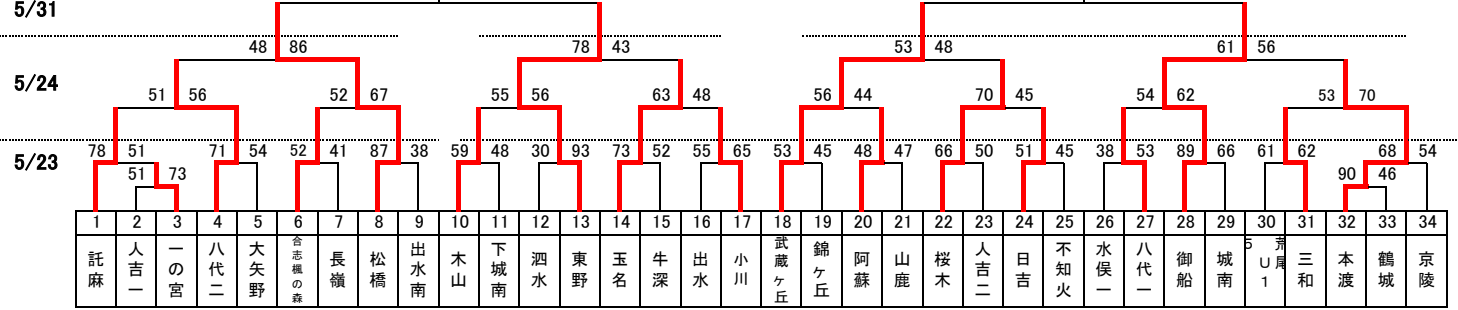 5/31
48 86 78 43 53 48 61 56
5/24
51 56 52 67 55 56 63 48 56 44 70 45 54 62 53 70
5/23
78 51 71 54 52 41 87 38 59 48 30 93 73 52 55 65 53 45 48 47 66 50 51 45 38 53 89 66 61 62 68 54
51 73 90 46
1 2 3 4 5 6 7 8 9 10 11 12 13 14 15 16 17 18 19 20 21 22 23 24 25 26 27 28 29 30 31 32 33 34
託麻
人吉一
一の宮
八代二
大矢野
合志楓の森
長嶺
松橋
出水南
木山
下城南
泗水
東野
玉名
牛深
出水
小川
武蔵ヶ丘
錦ヶ丘
阿蘇
山鹿
桜木
人吉二
日吉
不知火
水俣一
八代一
御船
城南
荒尾
5U1
三和
本渡
鶴城
京陵